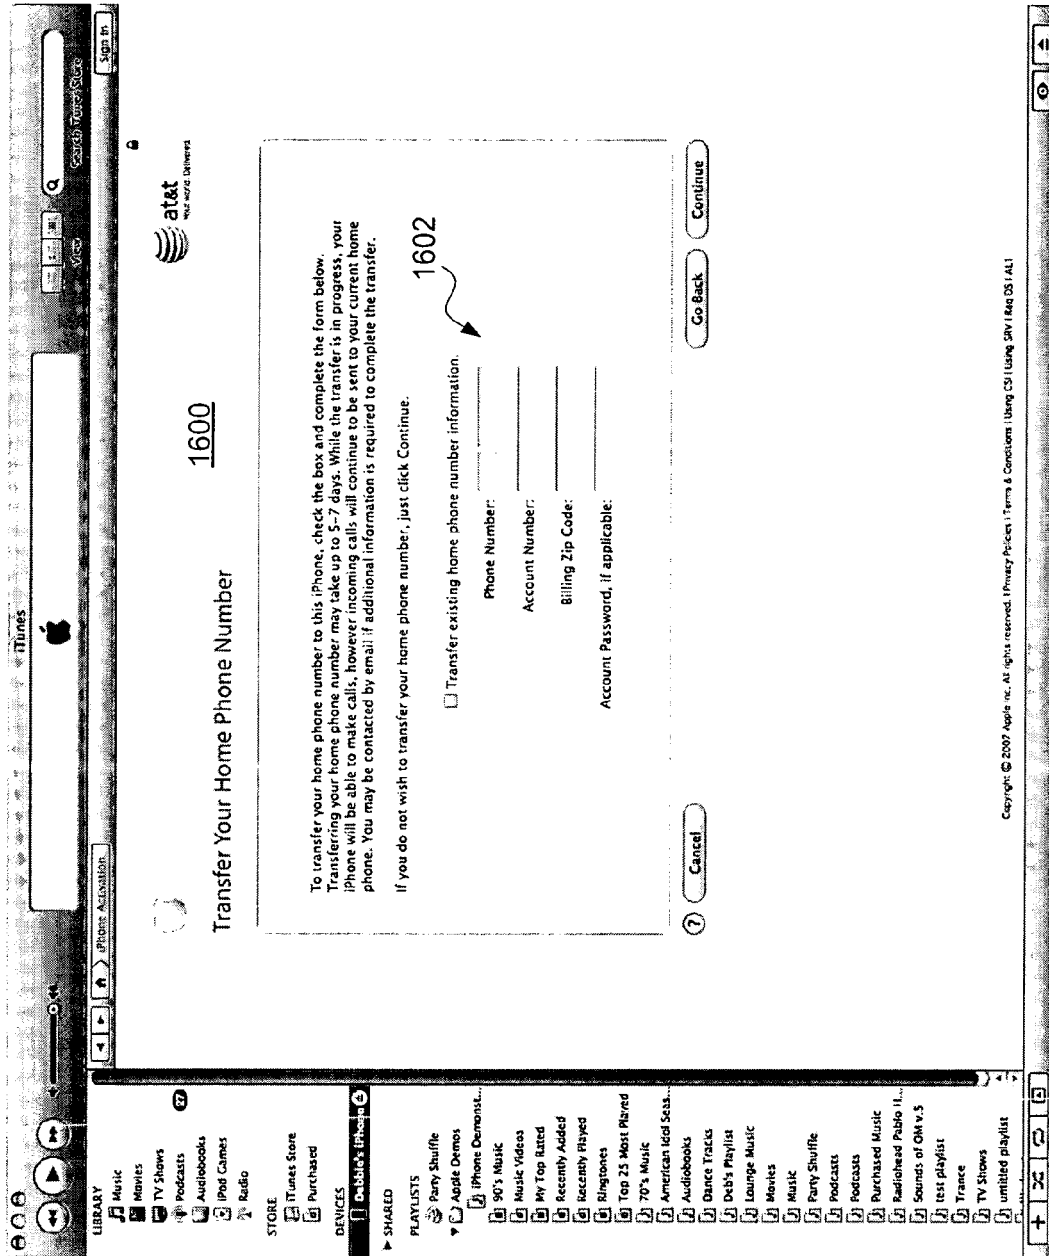 iTunes
View
Search iTunes Store
iPhone Activation
Sign In
LIBRARY
Music
Movies
TV Shows
Podcasts
27
Audiobooks
iPod Games
Radio
STORE
iTunes Store
Purchased
DEVICES
Debbie's iPhone
SHARED
PLAYLISTS
Party Shuffle
Apple Demos
iPhone Demonst...
90's Music
Music Videos
My Top Rated
Recently Added
Recently Played
Ringtones
Top 25 Most Played
70's Music
American Idol Seas...
Audiobooks
Dance Tracks
Deb's Playlist
Lounge Music
Movies
Music
Party Shuffle
Podcasts
Podcasts
Purchased Music
Radiohead Pablo H...
Sounds of OM v.5
test playlist
Trance
TV Shows
untitled playlist
at&t
Your world. Delivered.
1600
Transfer Your Home Phone Number
To transfer your home phone number to this iPhone, check the box and complete the form below.
Transferring your home phone number may take up to 5-7 days. While the transfer is in progress, your
iPhone will be able to make calls, however incoming calls will continue to be sent to your current home
phone. You may be contacted by email if additional information is required to complete the transfer.
If you do not wish to transfer your home phone number, just click Continue.
1602
Transfer existing home phone number information.
Phone Number:
Account Number:
Billing Zip Code:
Account Password, if applicable:
? Cancel
Go Back
Continue
Copyright © 2007 Apple Inc. All rights reserved. | Privacy Policies | Terms & Conditions | Using CSI | Using SRV | Req OS | AL1